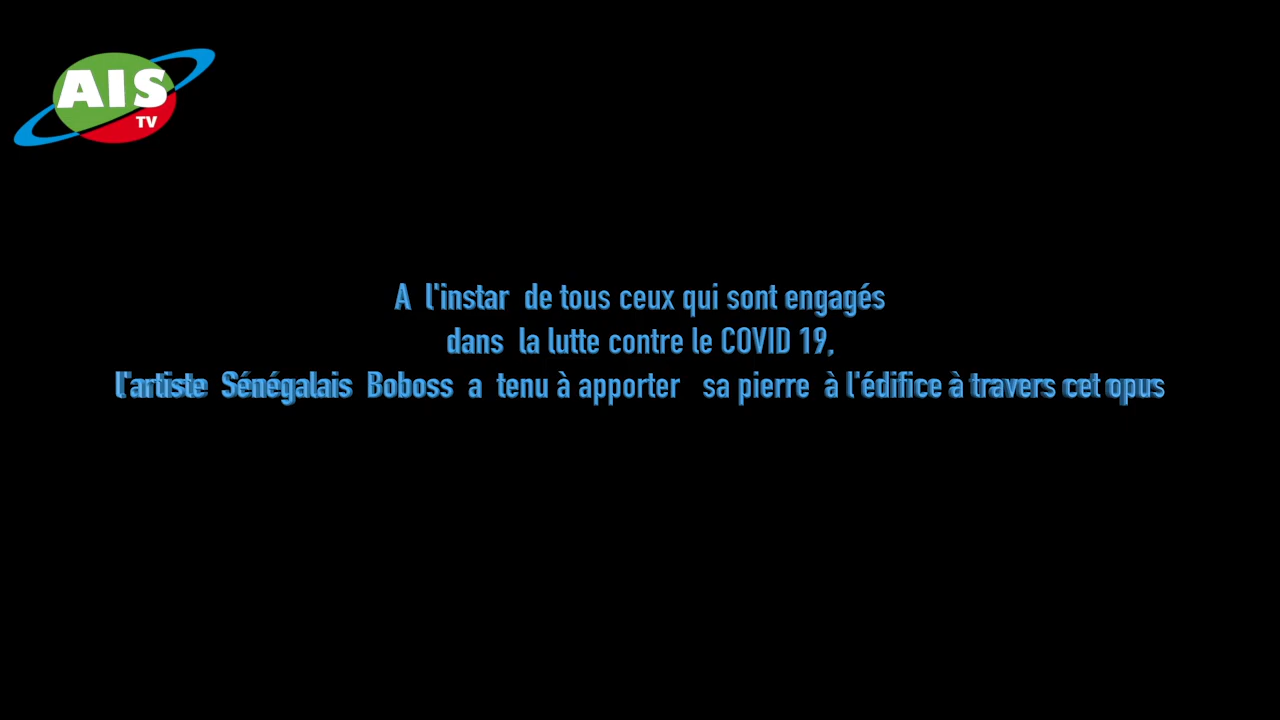 AIS
TV
A l'instar de tous ceux qui sont engagés
dans la lutte contre le COVID 19,
l'artiste Sénégalais Boboss a tenu à apporter sa pierre à l'édifice à travers cet opus